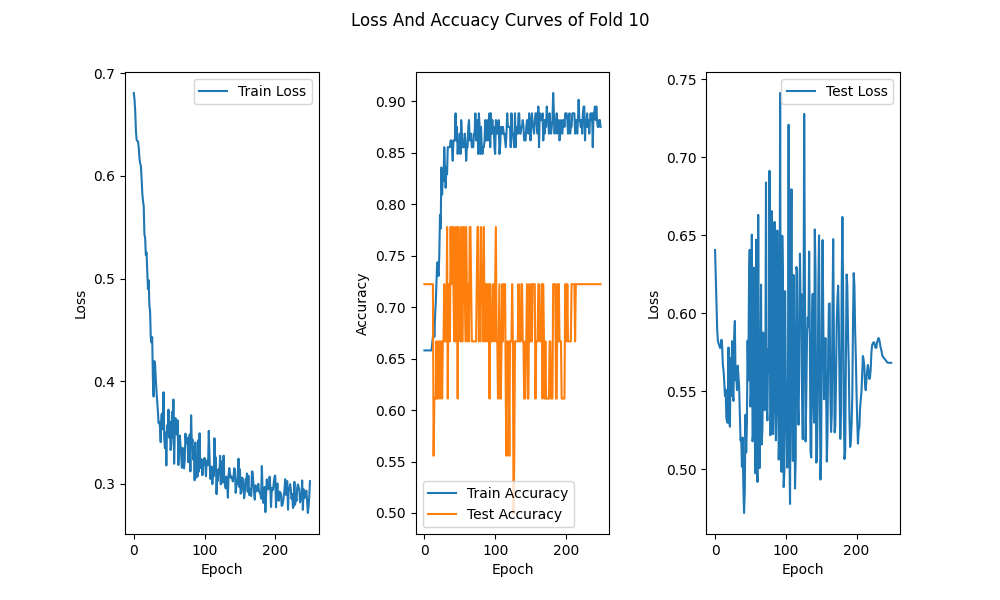 Loss And Accuacy Curves of Fold 10
0.7
0.6
0.5
0.4
0.3
0 100 200
Loss
Epoch
Train Loss
0.90
0.85
0.80
0.75
0.70
0.65
0.60
0.55
0.50
0 100 200
Accuracy
Epoch
Train Accuracy
Test Accuracy
0.75
0.70
0.65
0.60
0.55
0.50
0 100 200
Loss
Epoch
Test Loss